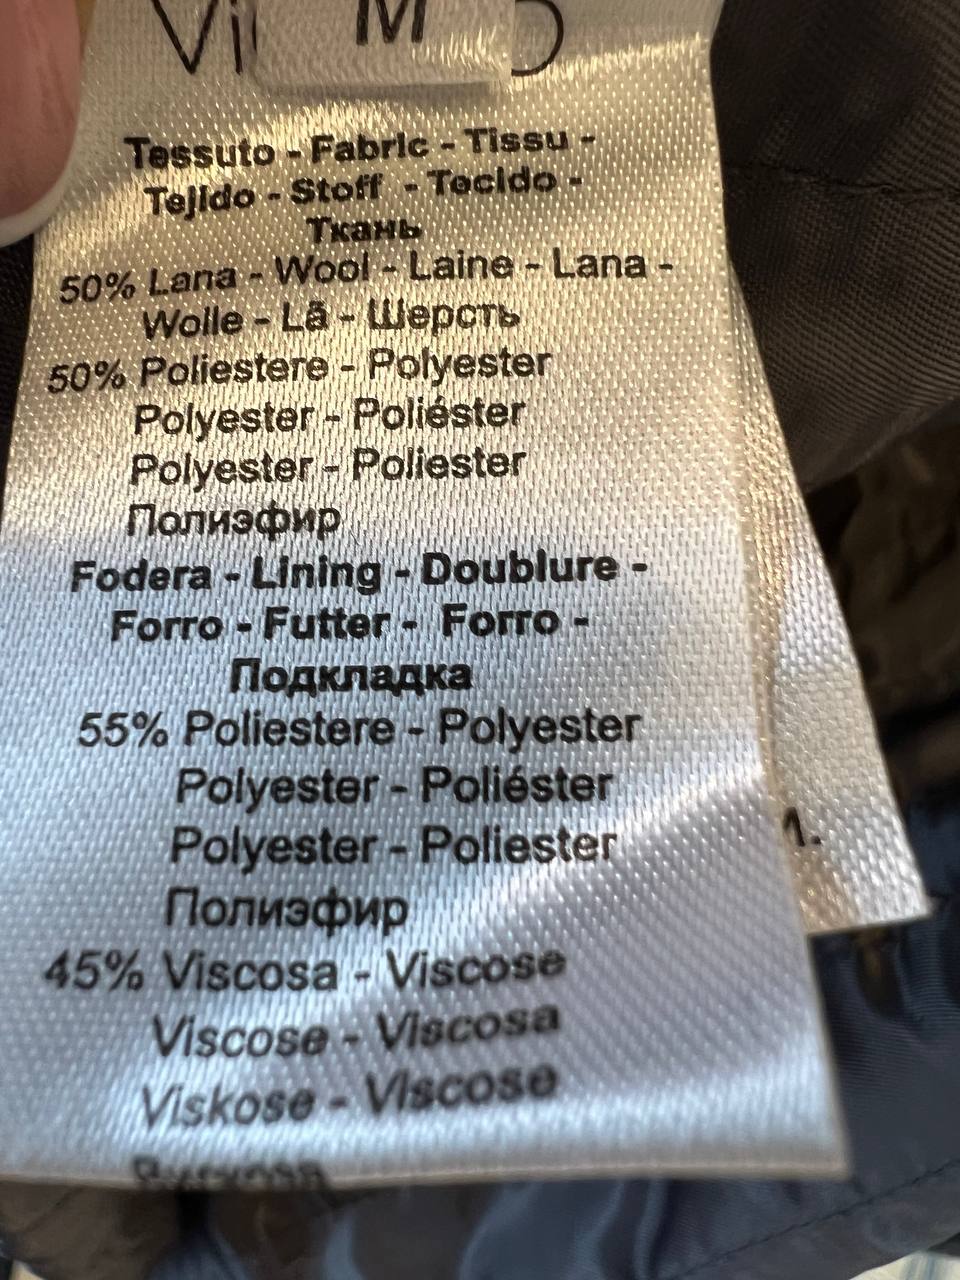 M
Tessuto - Fabric - Tissu -
Tejido - Stoff - Tecido -
Ткань
50% Lana - Wool - Laine - Lana -
Wolle - Lã - Шерсть
50% Poliestere - Polyester
Polyester - Poliéster
Polyester - Poliester
Полиэфир
Fodera - Lining - Doublure -
Forro - Futter - Forro -
Подкладка
55% Poliestere - Polyester
Polyester - Poliéster
Polyester - Poliester
Полиэфир
45% Viscosa - Viscose
Viscose - Viscosa
Viskose - Viscose